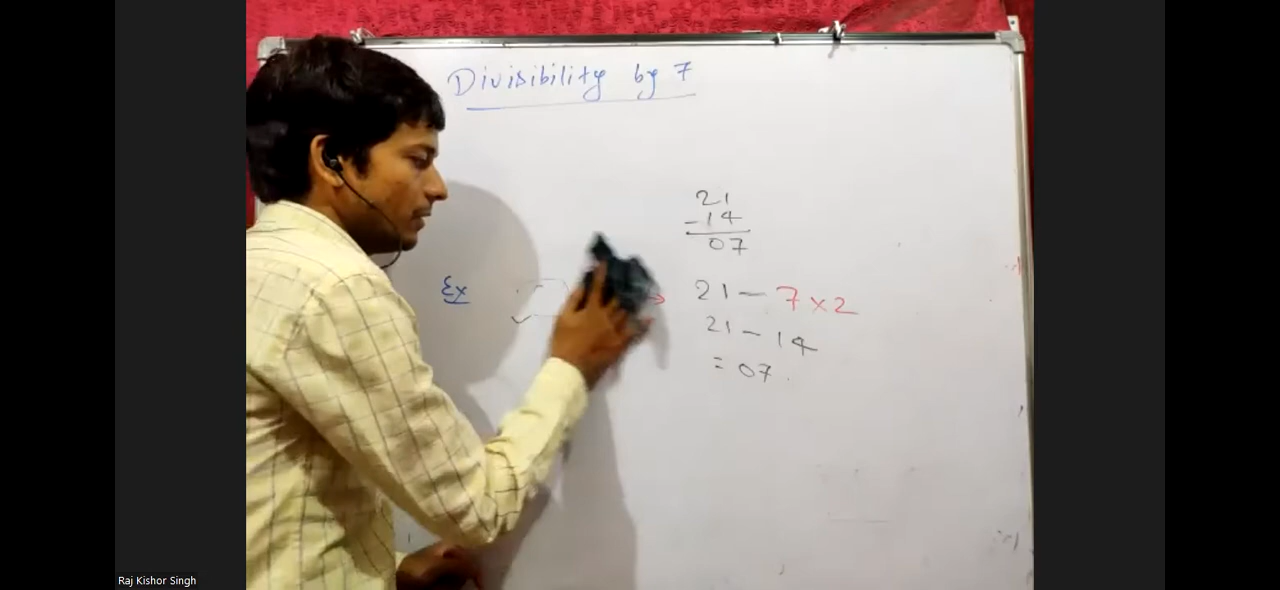 Divisibility by 7
21
-14
07
Ex
21 - 7 x 2
21 - 14
= 07
Raj Kishor Singh